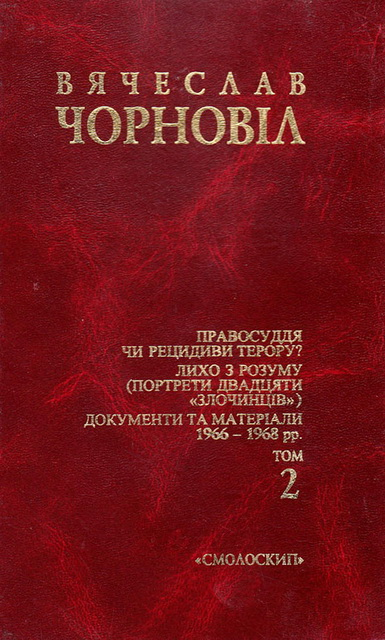 ВЯЧЕСЛАВ
ЧОРНОВІЛ
ПРАВОСУДДЯ
ЧИ РЕЦИДИВИ ТЕРОРУ?
ЛИХО З РОЗУМУ
(ПОРТРЕТИ ДВАДЦЯТИ
«ЗЛОЧИНЦІВ»)
ДОКУМЕНТИ ТА МАТЕРІАЛИ
1966 – 1968 рр.
ТОМ
2
«СМОЛОСКИП»